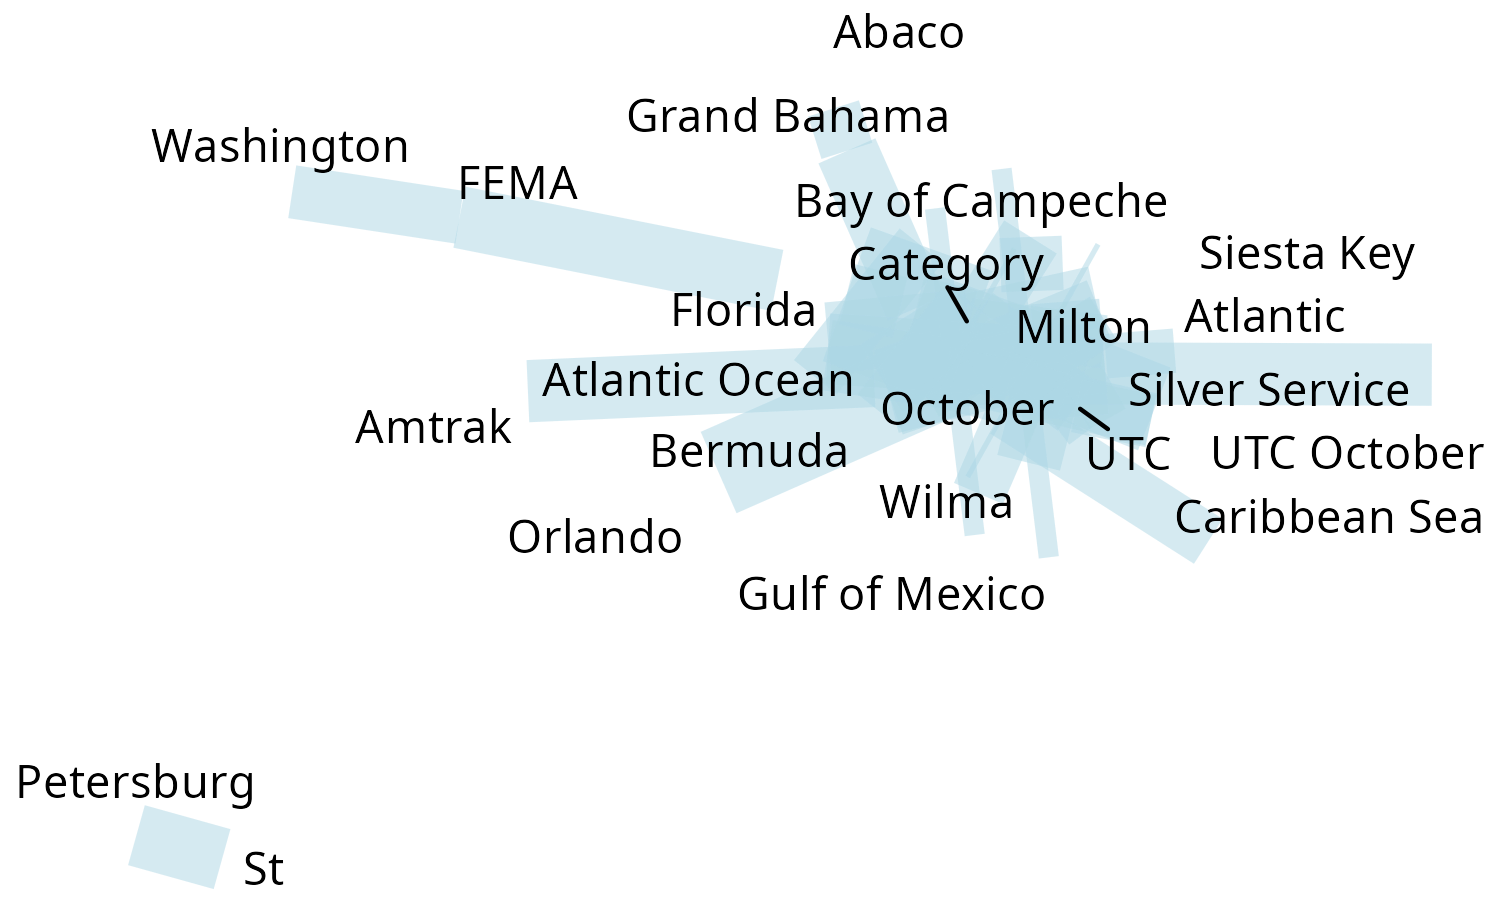 Abaco
Grand Bahama
Washington
FEMA
Bay of Campeche
Category
Siesta Key
Florida
Milton
Atlantic
Atlantic Ocean
Silver Service
October
Amtrak
Bermuda
UTC
UTC October
Wilma
Caribbean Sea
Orlando
Gulf of Mexico
Petersburg
St